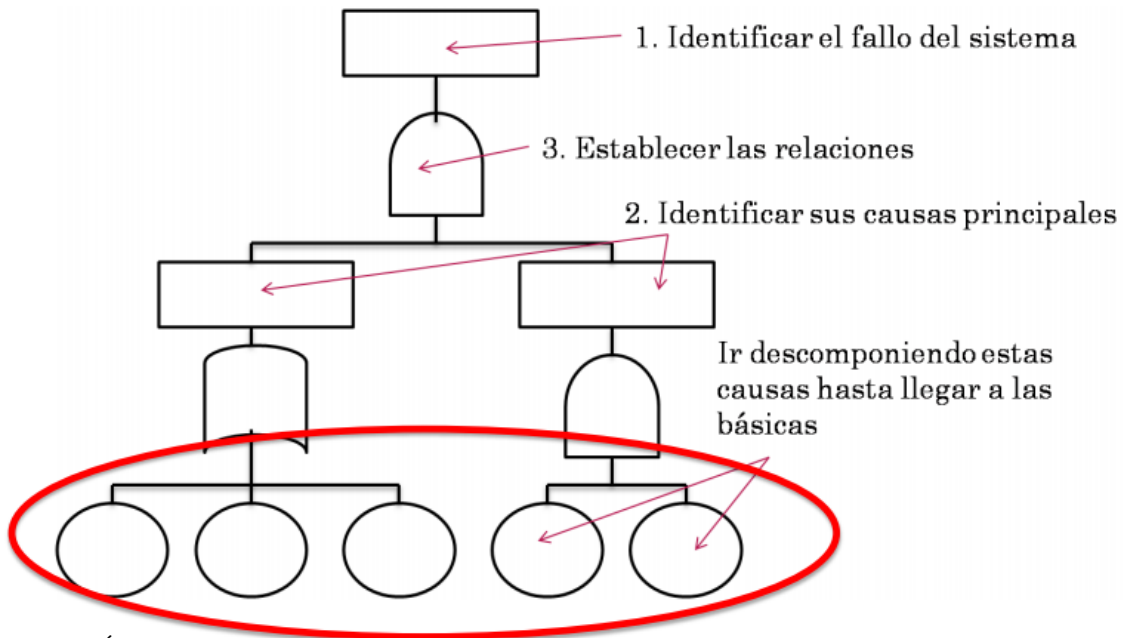 1. Identificar el fallo del sistema
3. Establecer las relaciones
2. Identificar sus causas principales
Ir descomponiendo estas
causas hasta llegar a las
básicas